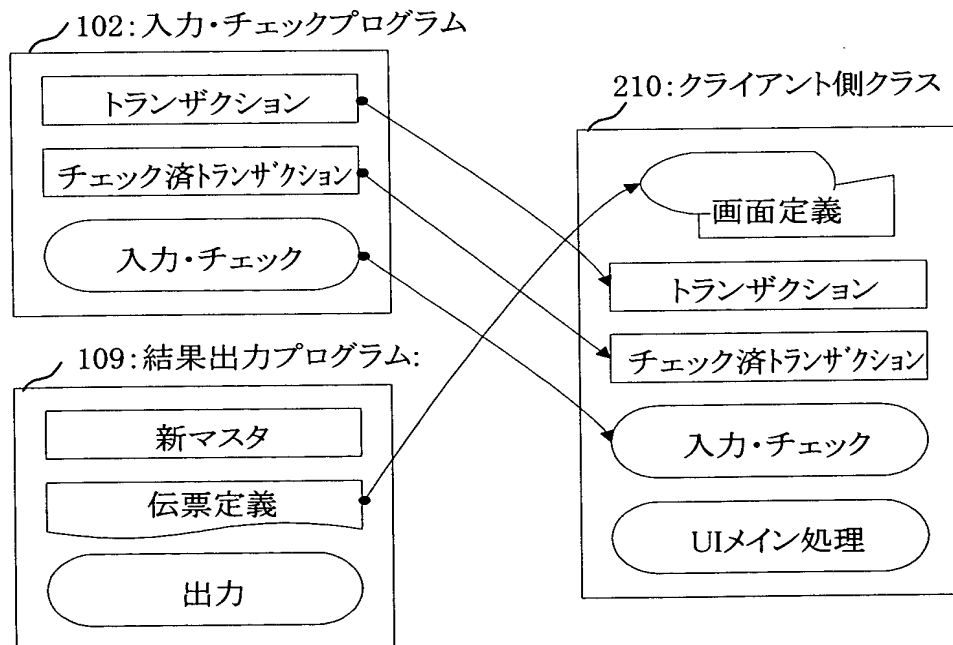 102:入力・チェックプログラム
トランザクション
チェック済トランザクション
入力・チェック
109:結果出力プログラム:
新マスタ
伝票定義
出力
210:クライアント側クラス
画面定義
トランザクション
チェック済トランザクション
入力・チェック
UIメイン処理